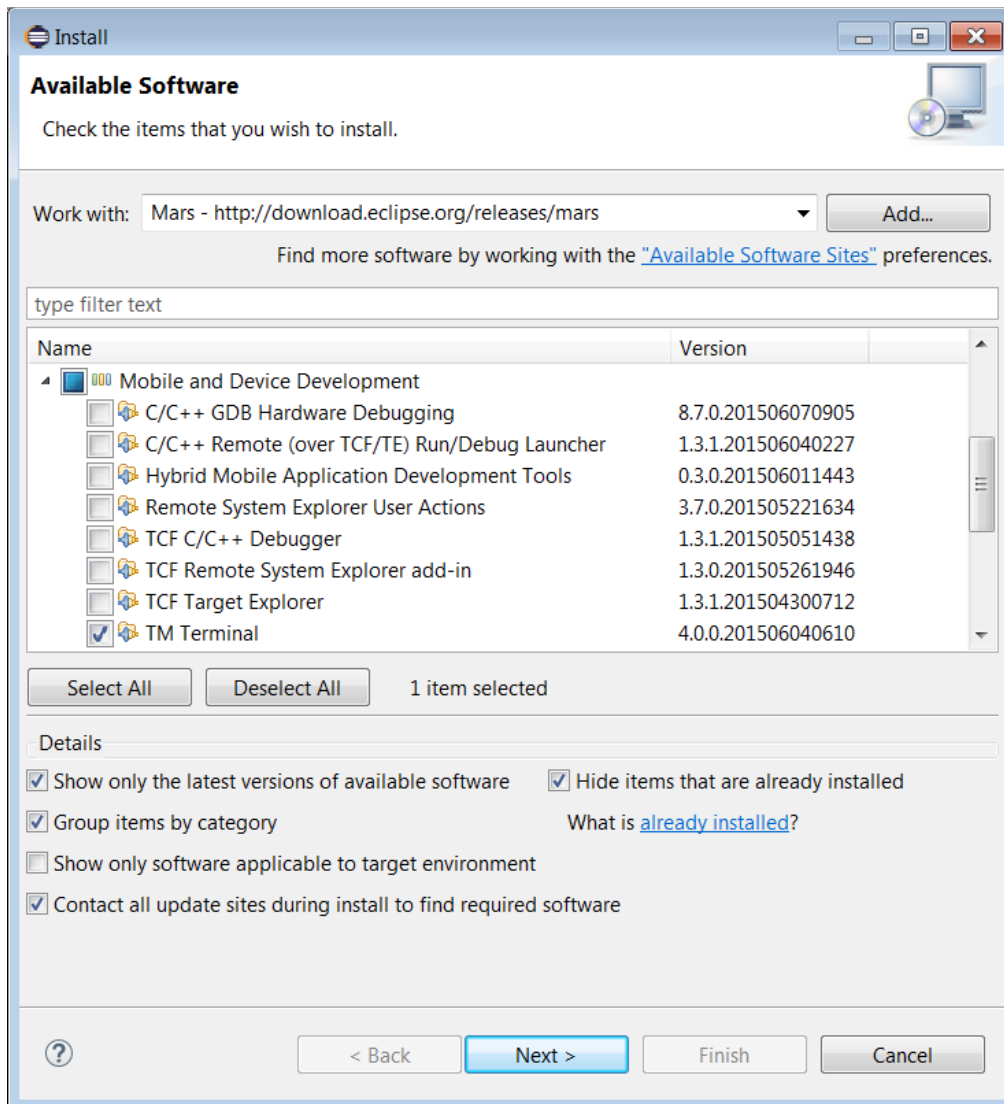 Install
Available Software
Check the items that you wish to install.
Work with: Mars - http://download.eclipse.org/releases/mars Add...
Find more software by working with the "Available Software Sites" preferences.
type filter text
Name Version
Mobile and Device Development
C/C++ GDB Hardware Debugging 8.7.0.201506070905
C/C++ Remote (over TCF/TE) Run/Debug Launcher 1.3.1.201506040227
Hybrid Mobile Application Development Tools 0.3.0.201506011443
Remote System Explorer User Actions 3.7.0.201505221634
TCF C/C++ Debugger 1.3.1.201505051438
TCF Remote System Explorer add-in 1.3.0.201505261946
TCF Target Explorer 1.3.1.201504300712
TM Terminal 4.0.0.201506040610
Select All Deselect All 1 item selected
Details
Show only the latest versions of available software Hide items that are already installed
Group items by category What is already installed?
Show only software applicable to target environment
Contact all update sites during install to find required software
? < Back Next > Finish Cancel